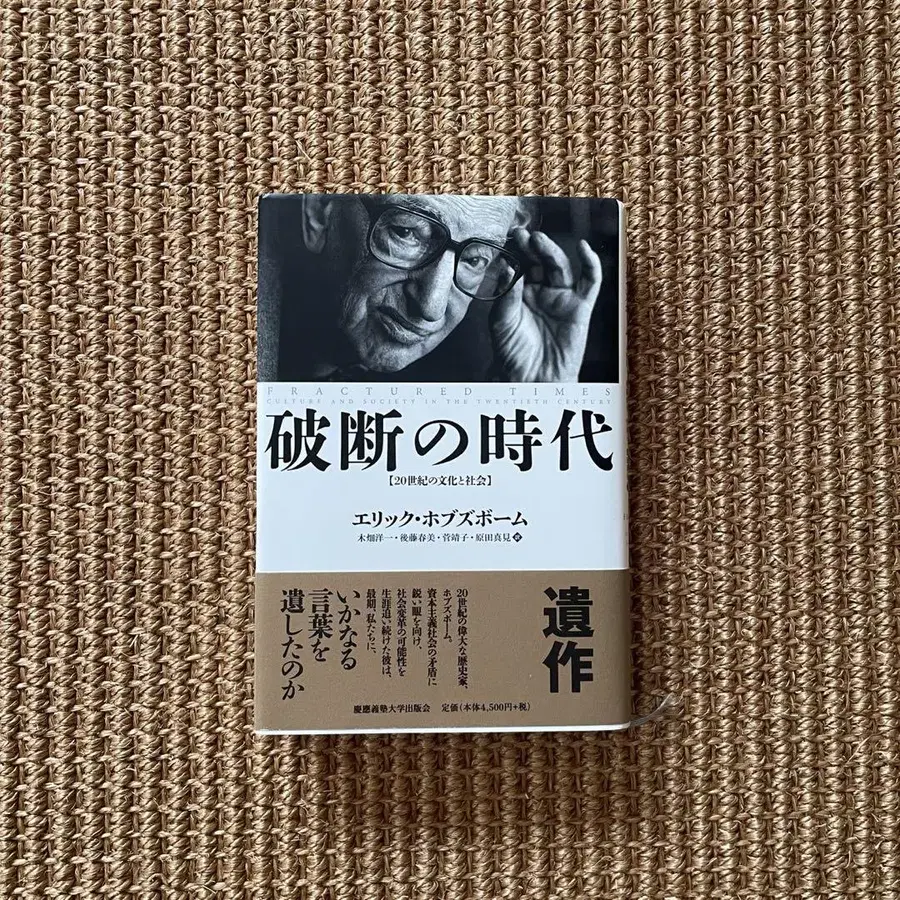 FRACTURED TIMES
CULTURE AND SOCIETY IN THE TWENTIETH CENTURY
破断の時代
【20世紀の文化と社会】
エリック・ホブズボーム
木畑洋一・後藤春美・菅靖子・原田真見 訳
遺作
20世紀の偉大な歴史家、
ホブズボーム。
資本主義社会の矛盾に
鋭い眼を向け、
社会変革の可能性を
生涯追い続けた彼は、
最期、私たちに、
いかなる
言葉を
遺したのか
慶應義塾大学出版会 定価(本体4,500円+税)